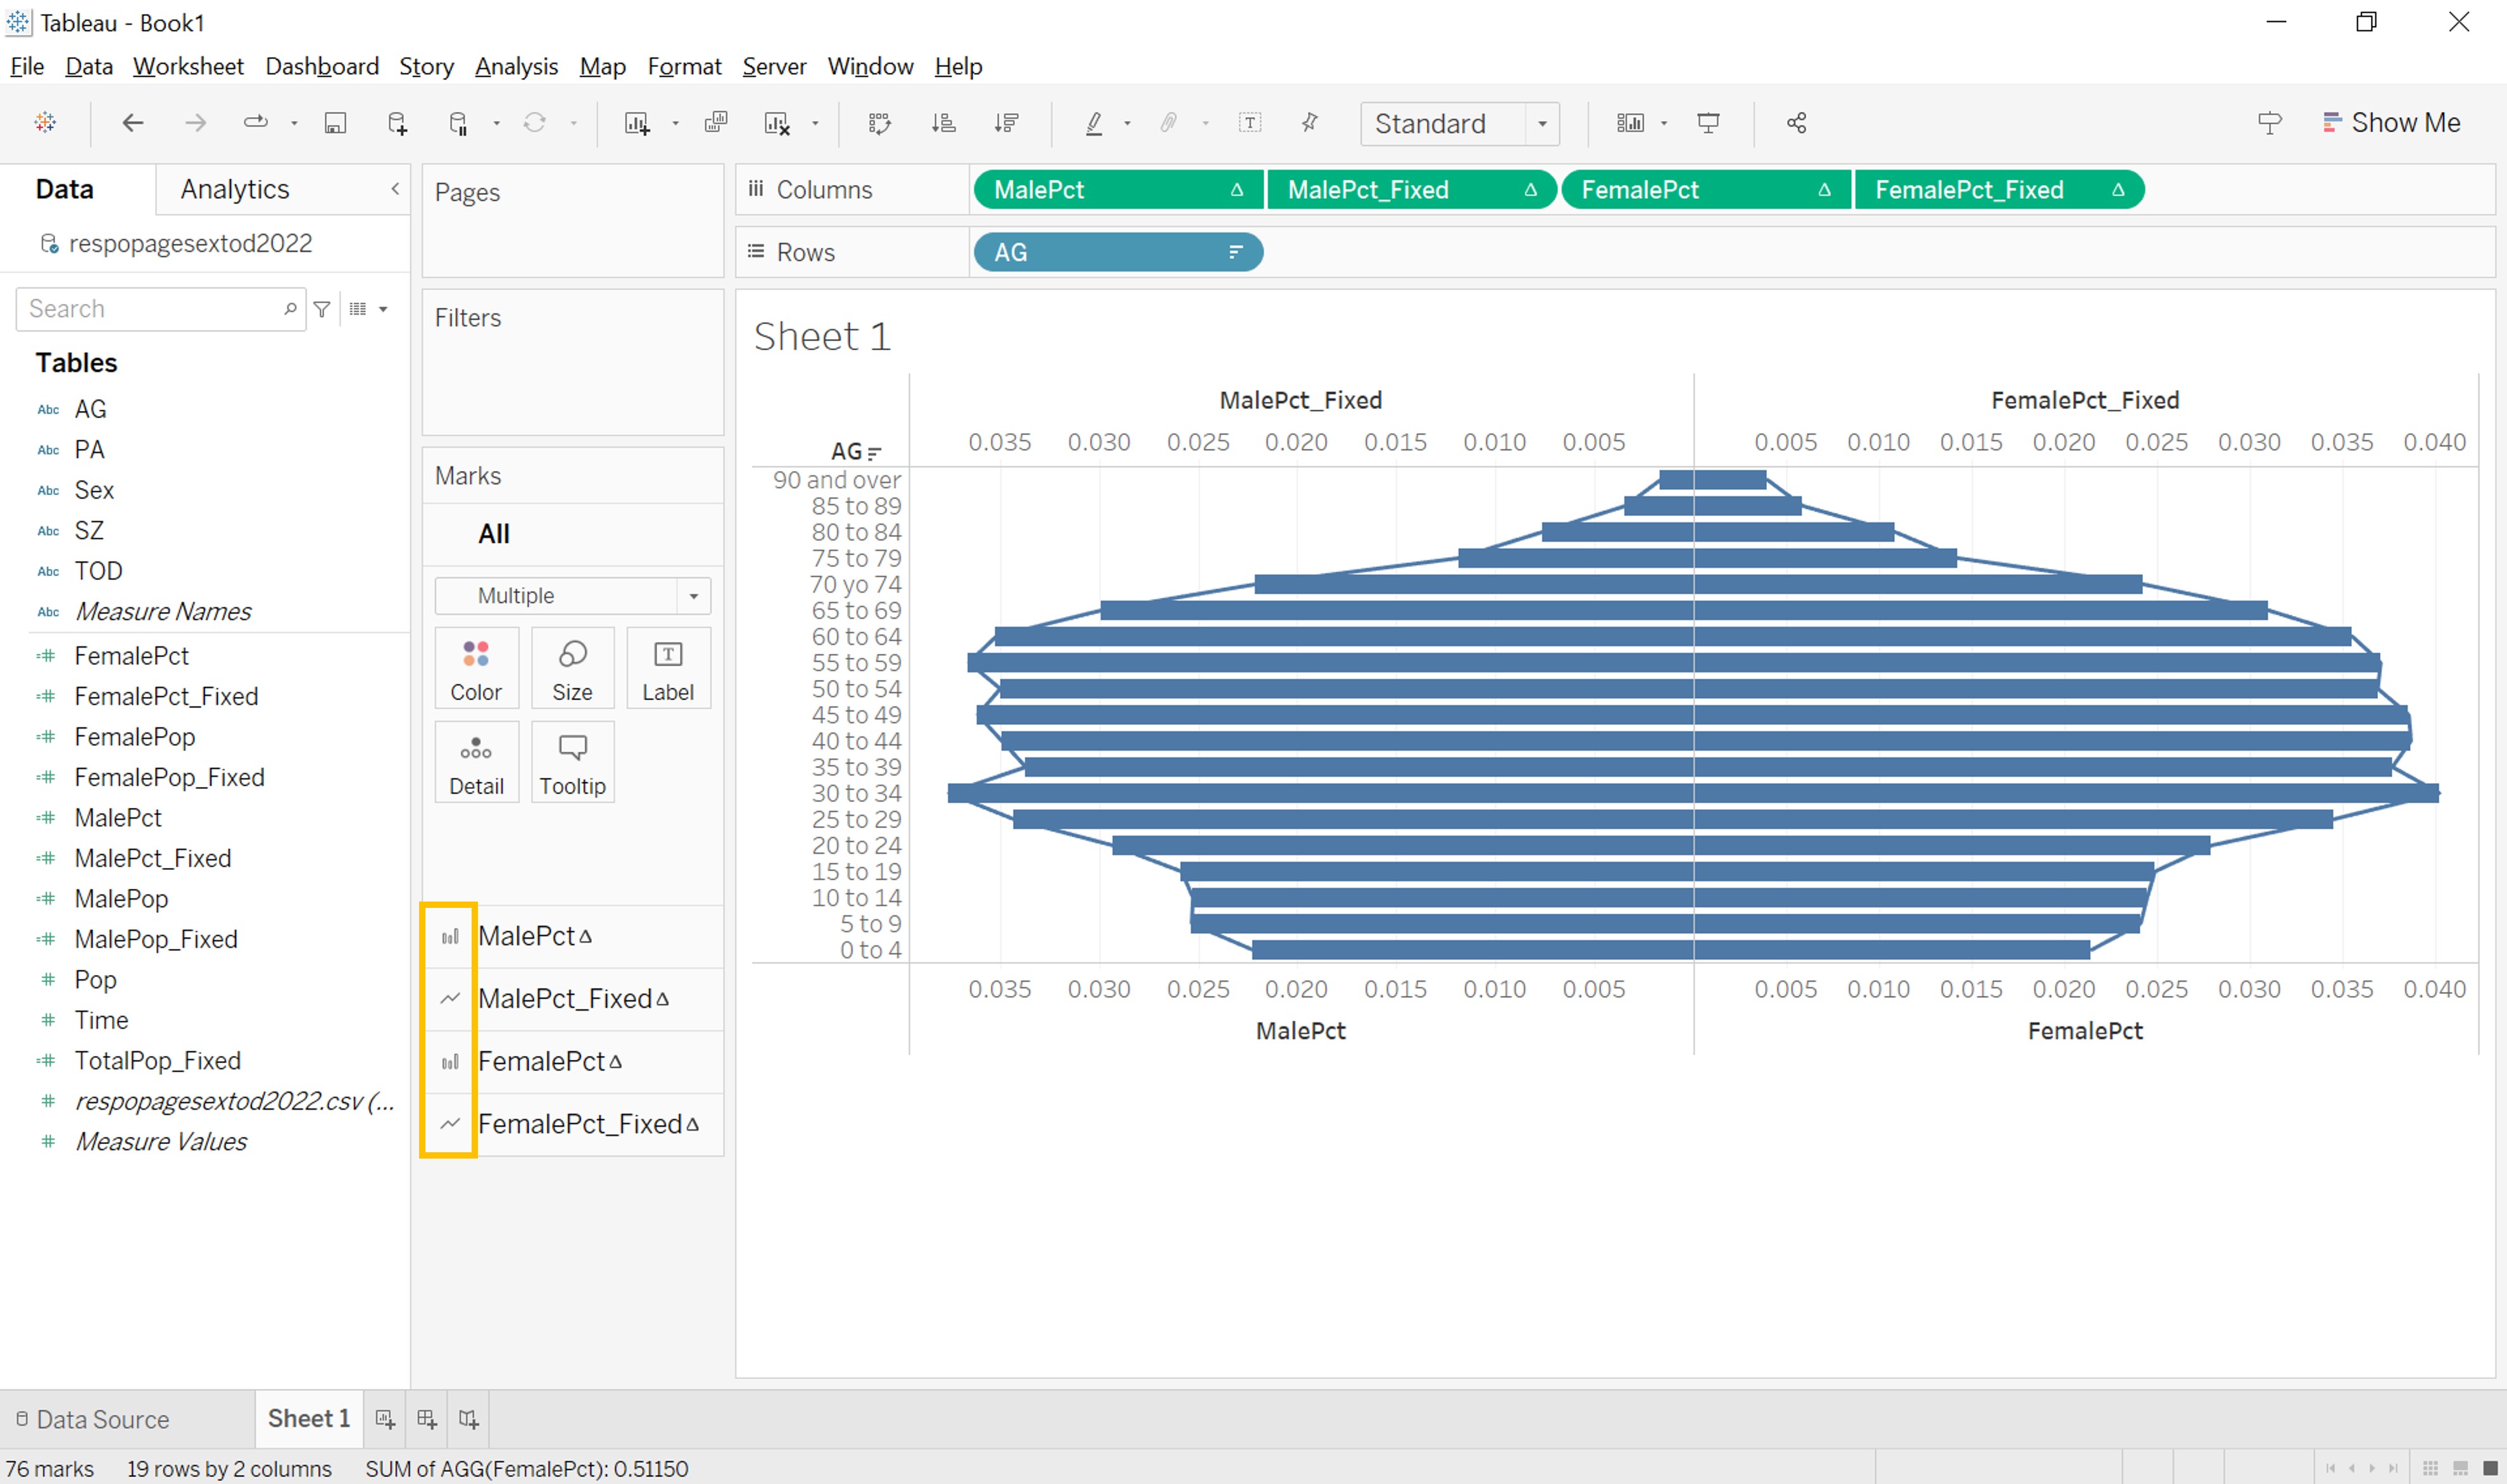 Tableau - Book1
File Data Worksheet Dashboard Story Analysis Map Format Server Window Help
Standard
Show Me
Data Analytics
respopagesextod2022
Search
Tables
Abc AG
Abc PA
Abc Sex
Abc SZ
Abc TOD
Abc Measure Names
FemalePct
FemalePct_Fixed
FemalePop
FemalePop_Fixed
MalePct
MalePct_Fixed
MalePop
MalePop_Fixed
Pop
Time
TotalPop_Fixed
respopagesextod2022.csv (...
Measure Values
Pages
Filters
Marks
All
Multiple
Color Size Label
Detail Tooltip
MalePct
MalePct_Fixed
FemalePct
FemalePct_Fixed
Columns MalePct MalePct_Fixed FemalePct FemalePct_Fixed
Rows AG
Sheet 1
MalePct_Fixed FemalePct_Fixed
AG 0.035 0.030 0.025 0.020 0.015 0.010 0.005 0.005 0.010 0.015 0.020 0.025 0.030 0.035 0.040
90 and over
85 to 89
80 to 84
75 to 79
70 yo 74
65 to 69
60 to 64
55 to 59
50 to 54
45 to 49
40 to 44
35 to 39
30 to 34
25 to 29
20 to 24
15 to 19
10 to 14
5 to 9
0 to 4
0.035 0.030 0.025 0.020 0.015 0.010 0.005 0.005 0.010 0.015 0.020 0.025 0.030 0.035 0.040
MalePct FemalePct
Data Source Sheet 1
76 marks 19 rows by 2 columns SUM of AGG(FemalePct): 0.51150